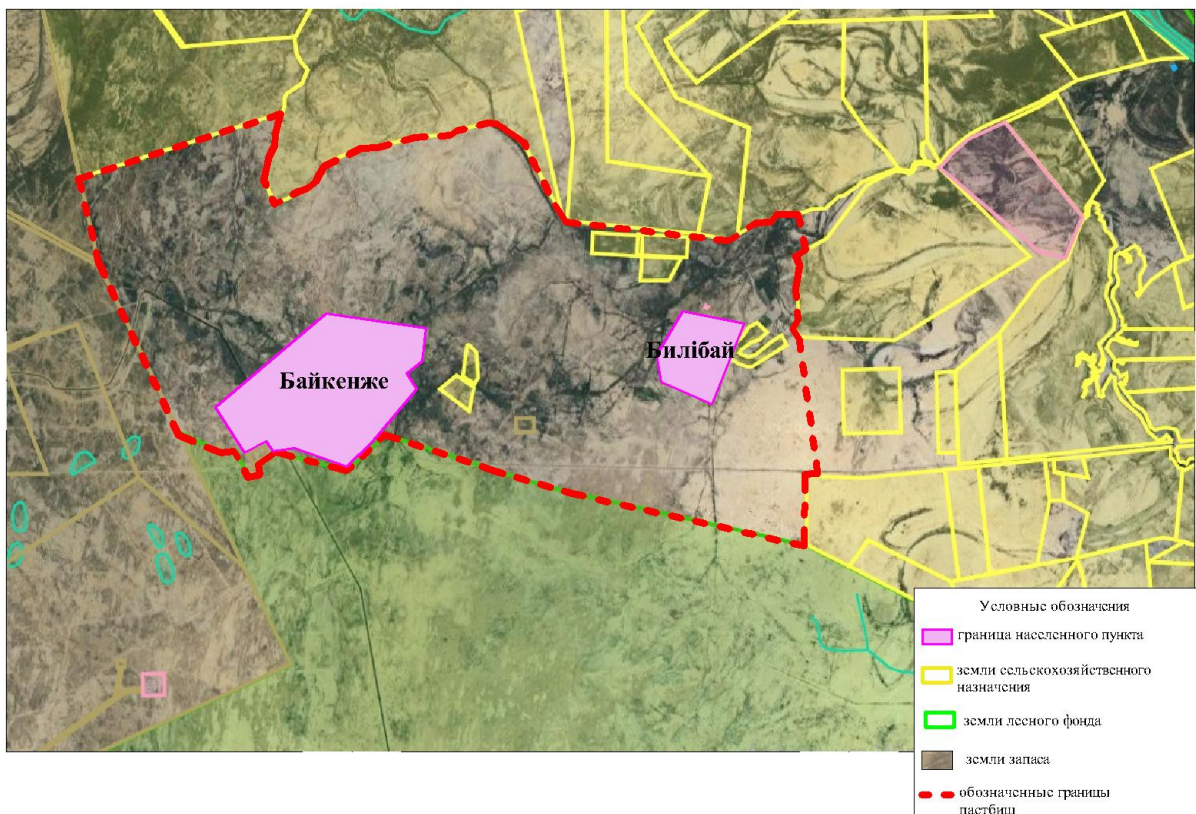 Байкенже
Билібай
Условные обозначения
граница населенного пункта
земли сельскохозяйственного
назначения
земли лесного фонда
земли запаса
обозначенные границы
пастбищ